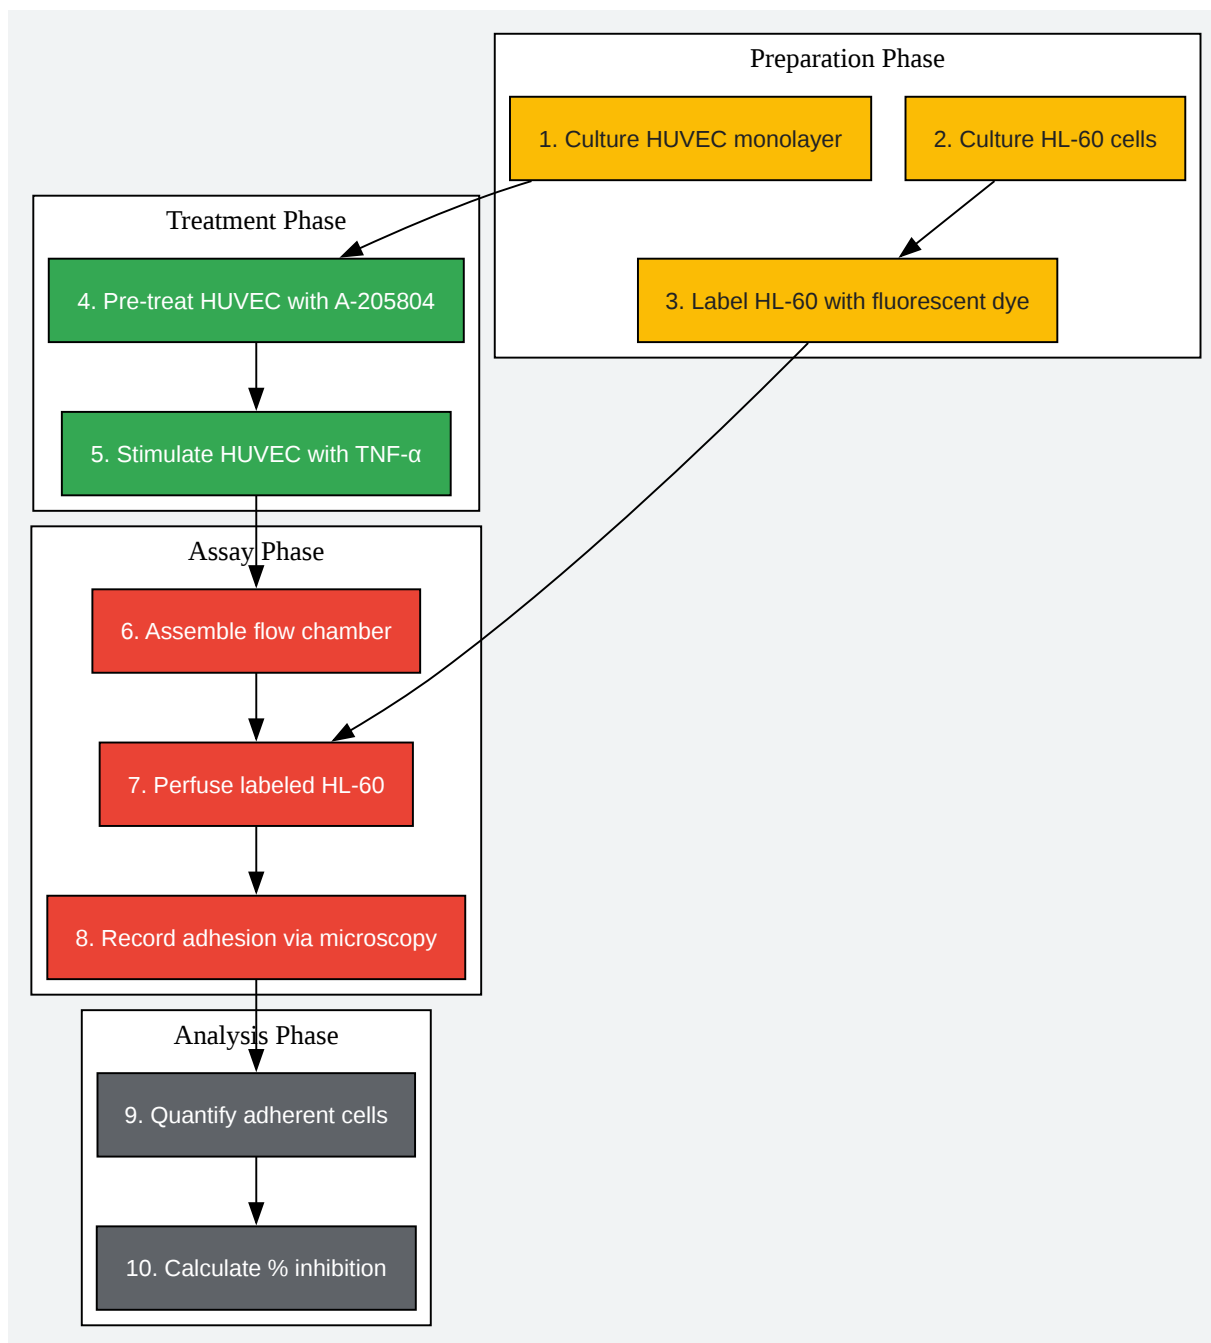 Preparation Phase
1. Culture HUVEC monolayer
2. Culture HL-60 cells
3. Label HL-60 with fluorescent dye
Treatment Phase
4. Pre-treat HUVEC with A-205804
5. Stimulate HUVEC with TNF-α
Assay Phase
6. Assemble flow chamber
7. Perfuse labeled HL-60
8. Record adhesion via microscopy
Analysis Phase
9. Quantify adherent cells
10. Calculate % inhibition